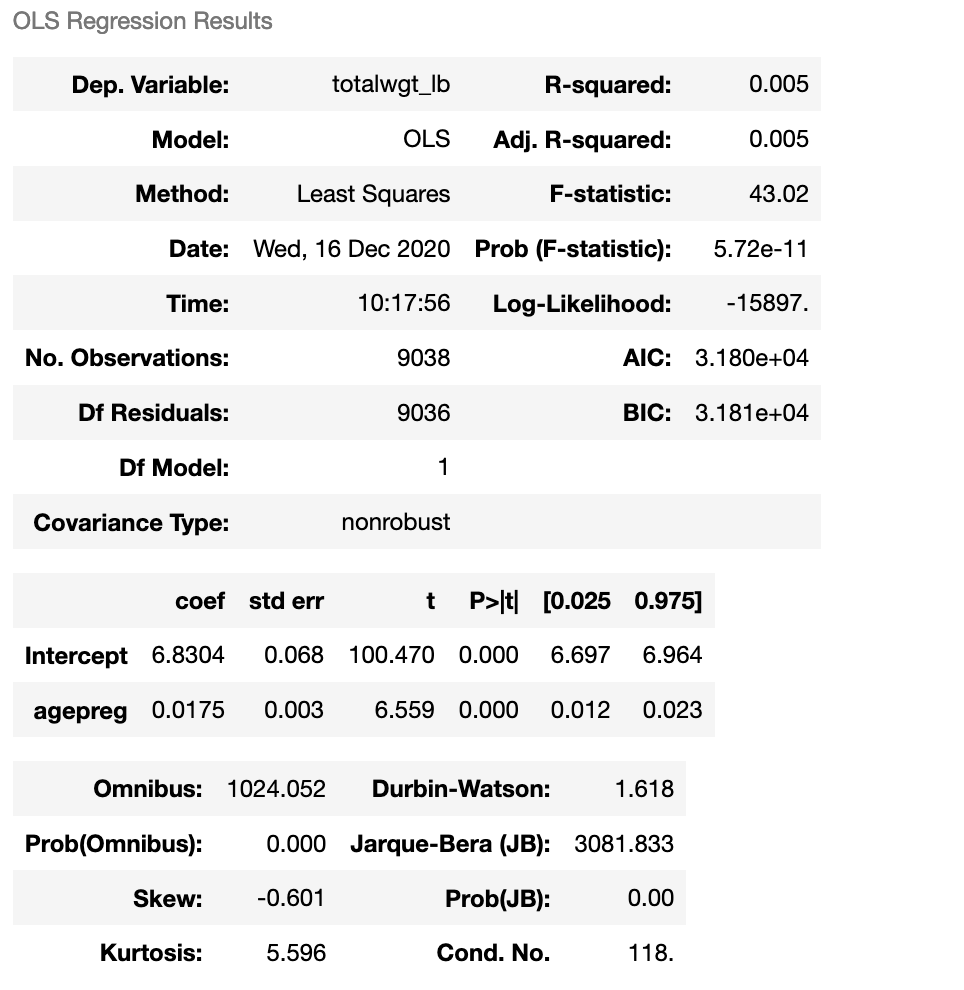 OLS Regression Results
Dep. Variable: totalwgt_lb R-squared: 0.005
Model: OLS Adj. R-squared: 0.005
Method: Least Squares F-statistic: 43.02
Date: Wed, 16 Dec 2020 Prob (F-statistic): 5.72e-11
Time: 10:17:56 Log-Likelihood: -15897.
No. Observations: 9038 AIC: 3.180e+04
Df Residuals: 9036 BIC: 3.181e+04
Df Model: 1
Covariance Type: nonrobust
coef std err t P>|t| [0.025 0.975]
Intercept 6.8304 0.068 100.470 0.000 6.697 6.964
agepreg 0.0175 0.003 6.559 0.000 0.012 0.023
Omnibus: 1024.052 Durbin-Watson: 1.618
Prob(Omnibus): 0.000 Jarque-Bera (JB): 3081.833
Skew: -0.601 Prob(JB): 0.00
Kurtosis: 5.596 Cond. No. 118.